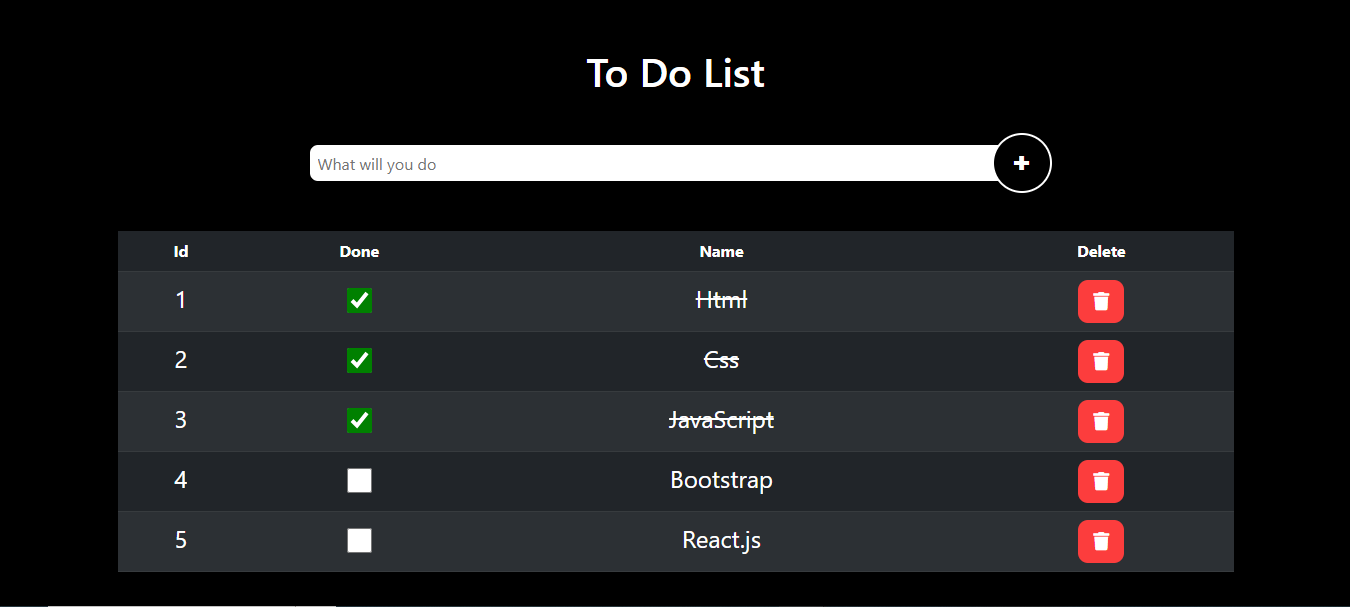 To Do List
What will you do
Id Done Name Delete
1 Html
2 Css
3 JavaScript
4 Bootstrap
5 React.js